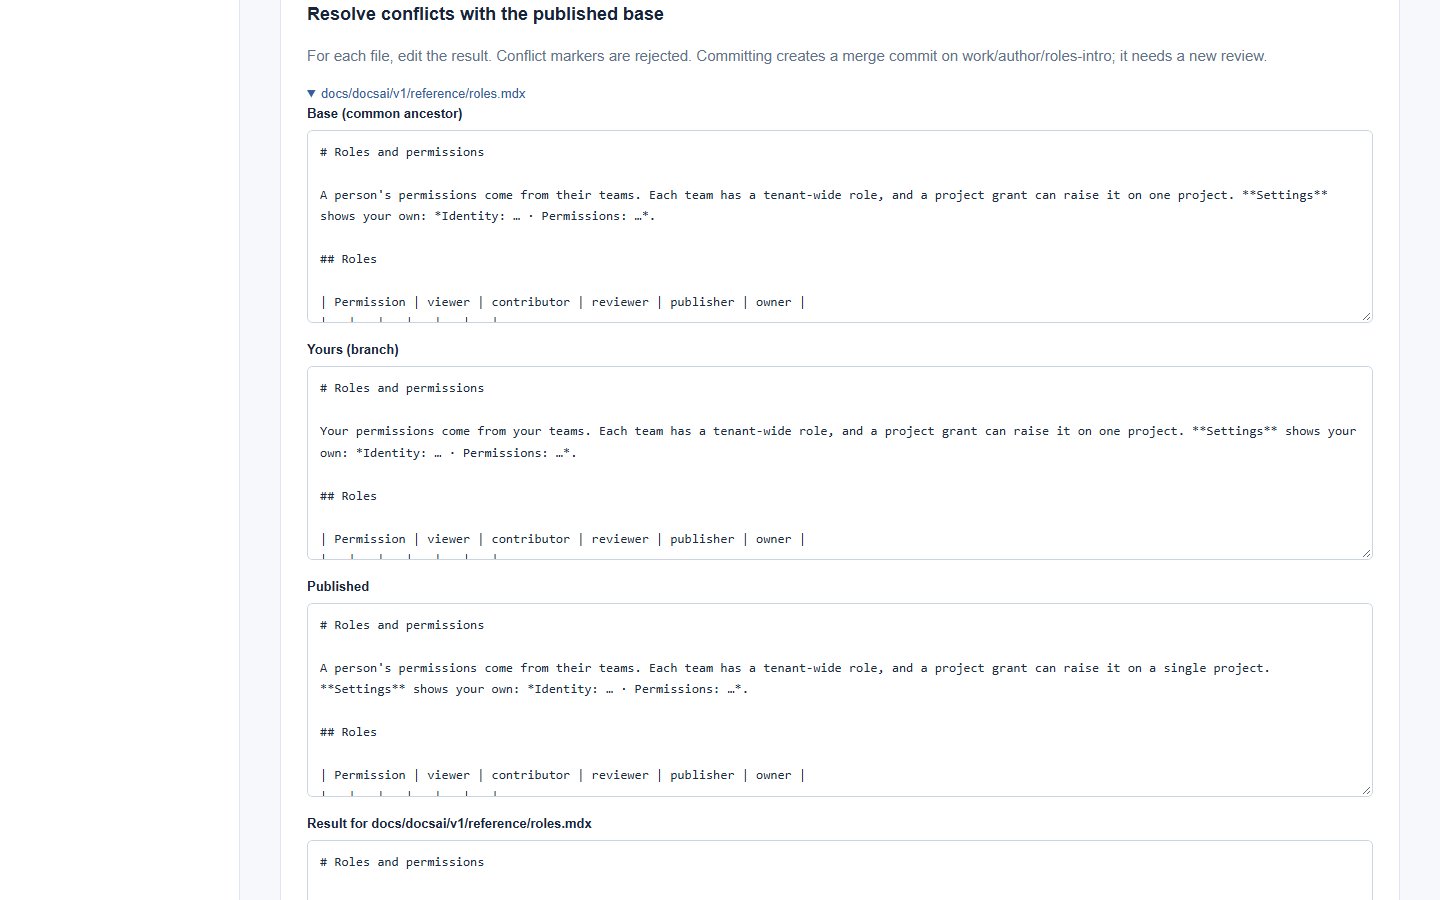 Resolve conflicts with the published base
For each file, edit the result. Conflict markers are rejected. Committing creates a merge commit on work/author/roles-intro; it needs a new review.
▼ docs/docsai/v1/reference/roles.mdx
Base (common ancestor)
# Roles and permissions
A person's permissions come from their teams. Each team has a tenant-wide role, and a project grant can raise it on one project. **Settings**
shows your own: *Identity: … · Permissions: …*.
## Roles
| Permission | viewer | contributor | reviewer | publisher | owner |
Yours (branch)
# Roles and permissions
Your permissions come from your teams. Each team has a tenant-wide role, and a project grant can raise it on one project. **Settings** shows your
own: *Identity: … · Permissions: …*.
## Roles
| Permission | viewer | contributor | reviewer | publisher | owner |
Published
# Roles and permissions
A person's permissions come from their teams. Each team has a tenant-wide role, and a project grant can raise it on a single project.
**Settings** shows your own: *Identity: … · Permissions: …*.
## Roles
| Permission | viewer | contributor | reviewer | publisher | owner |
Result for docs/docsai/v1/reference/roles.mdx
# Roles and permissions